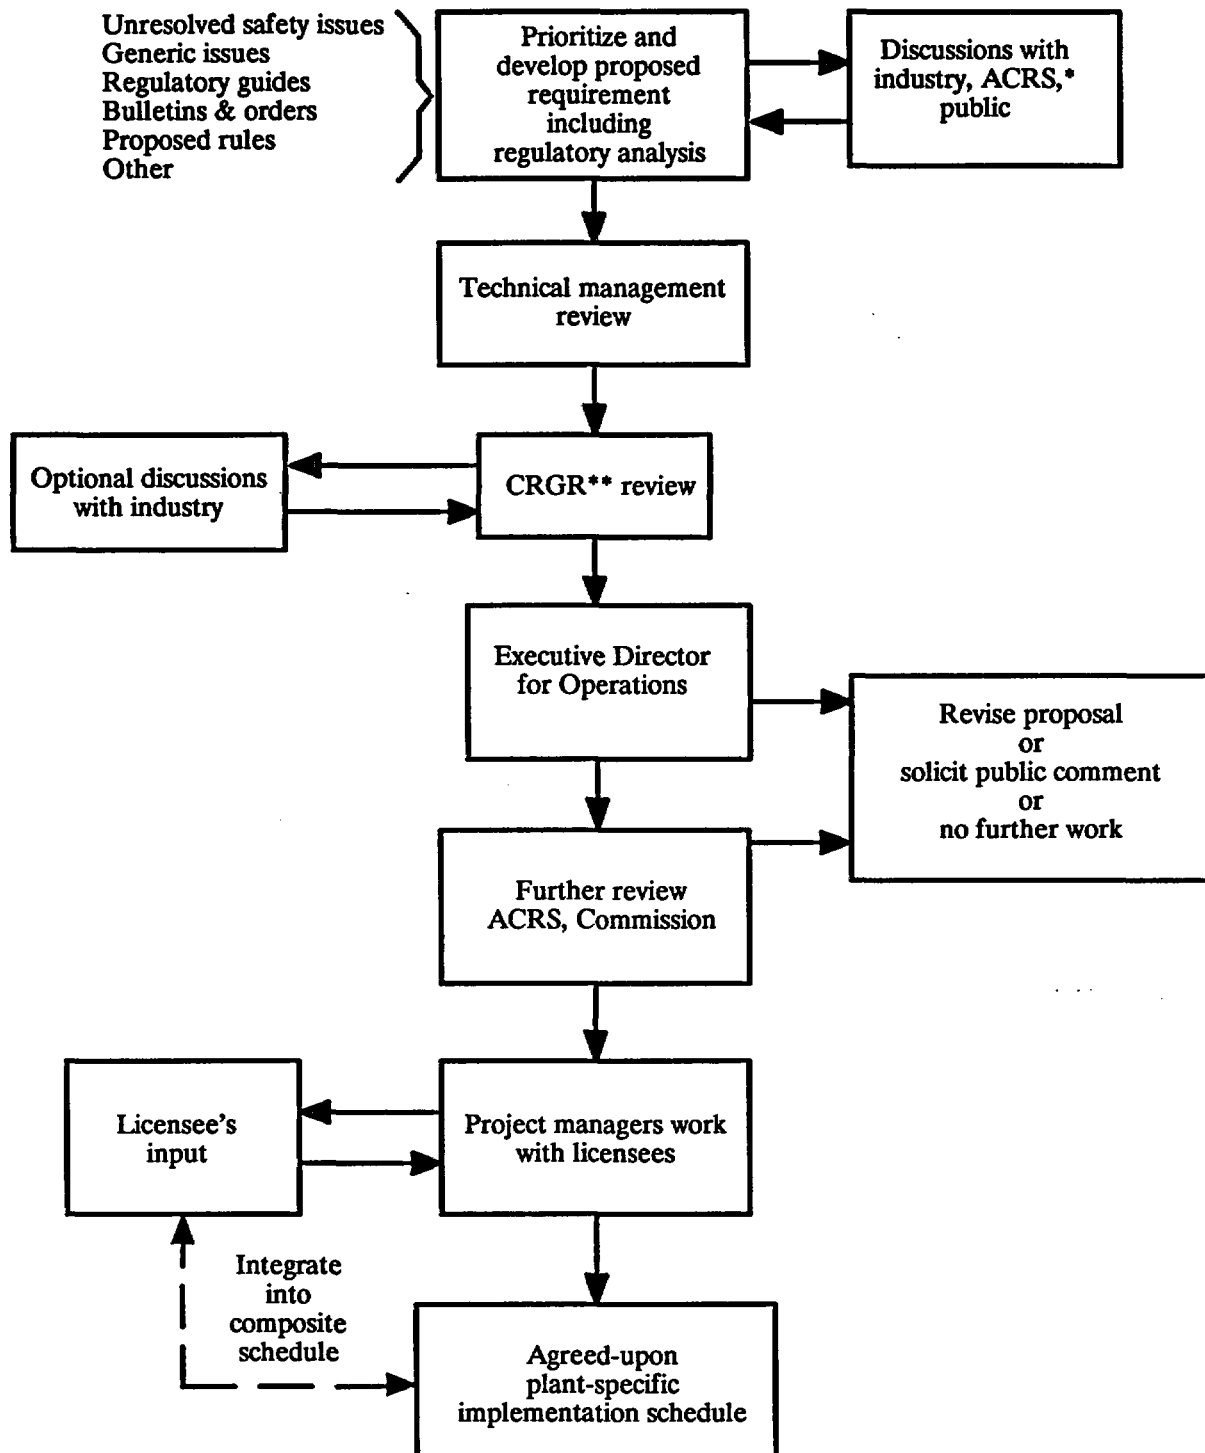 Unresolved safety issues
Generic issues
Regulatory guides
Bulletins & orders
Proposed rules
Other
Prioritize and
develop proposed
requirement
including
regulatory analysis
Discussions with
industry, ACRS,*
public
Technical management
review
Optional discussions
with industry
CRGR** review
Executive Director
for Operations
Revise proposal
or
solicit public comment
or
no further work
Further review
ACRS, Commission
Licensee's
input
Project managers work
with licensees
Integrate
into
composite
schedule
Agreed-upon
plant-specific
implementation schedule